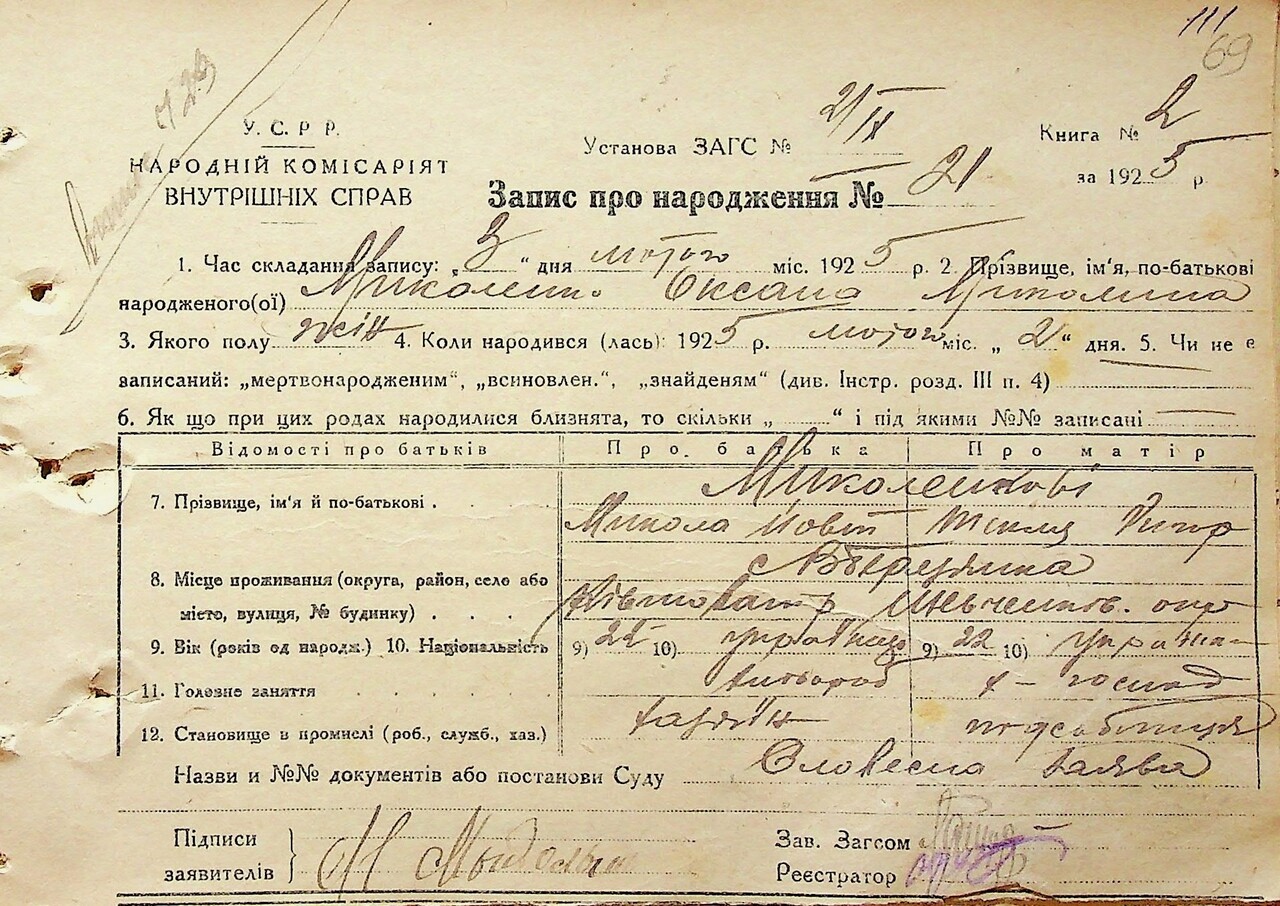 111
69
У. С. Р. Р.
НАРОДНІЙ КОМІСАРІЯТ
ВНУТРІШНІХ СПРАВ
Установа ЗАГС № 21/IX
Книга № 2
за 1925 р.
Запис про народження № 21
1. Час складання запису: „3“ дня лютого міс. 1925 р. 2. Прізвище, ім'я, по-батькові
народженого(ої) Миколенко Оксана Миколина
3. Якого полу жін 4. Коли народився (лась): 1925 р. лютого міс. „2“ дня. 5. Чи не є
записаний: „мертвонародженим“, „всиновлен.“, „знайденям“ (див. Інстр. розд. III п. 4)
6. Як що при цих родах народилися близнята, то скільки „ “ і під якими №№ записані
Відомості про батьків Про батька Про матір
Миколенкові
7. Прізвище, ім'я й по-батькові
Микола Текля
8. Місце проживання (округа, район, село або
місто, вулиця, № будинку) Шевченков. окр
9. Вік (років од народж.) 10. Національність 9) 22 10) українець 9) 22 10) україн
11. Головне заняття х-господ
12. Становище в промислі (роб., служб., хаз.) хазяїн
Назви и №№ документів або постанови Суду Словесна заява
Підписи
заявителів М
Зав. Загсом
Реєстратор